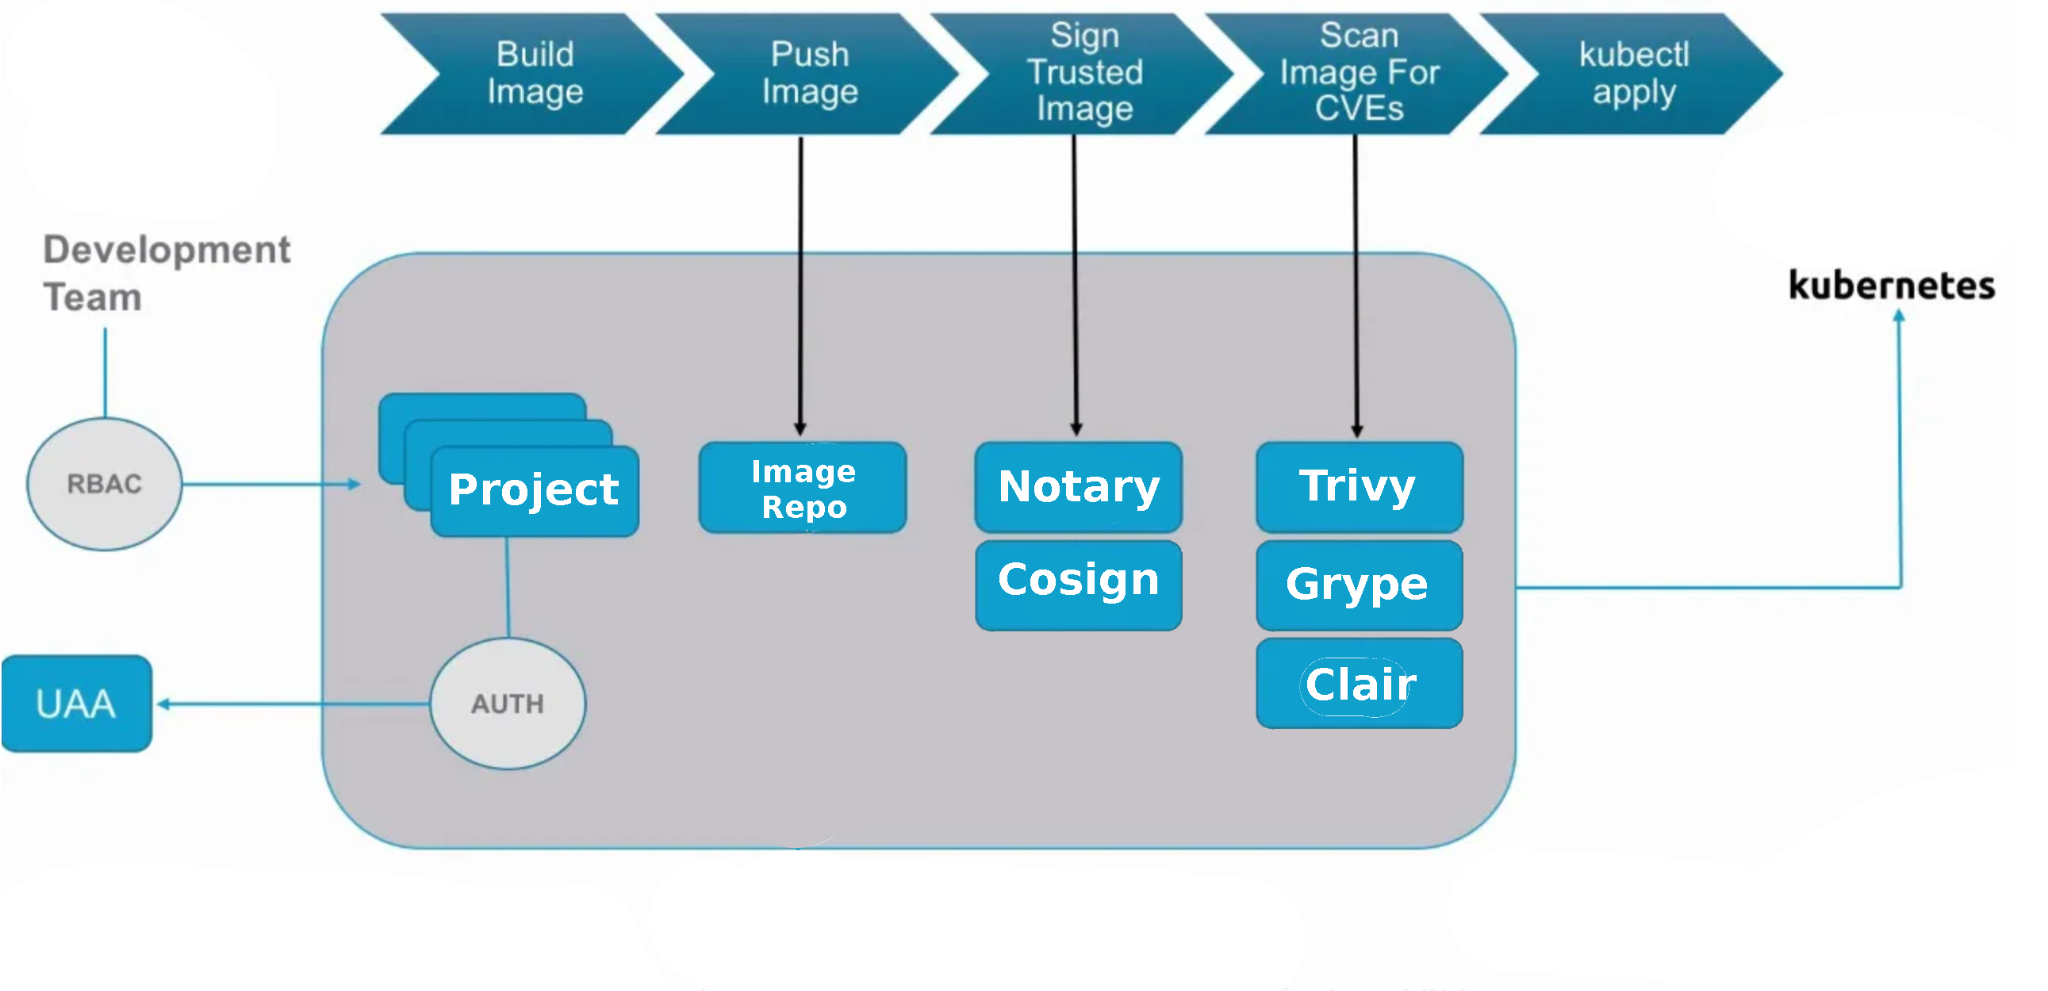 Build
Image
Push
Image
Sign
Trusted
Image
Scan
Image For
CVEs
kubectl
apply
Development
Team
kubernetes
RBAC
Project
Image
Repo
Notary
Trivy
Cosign
Grype
UAA
AUTH
Clair